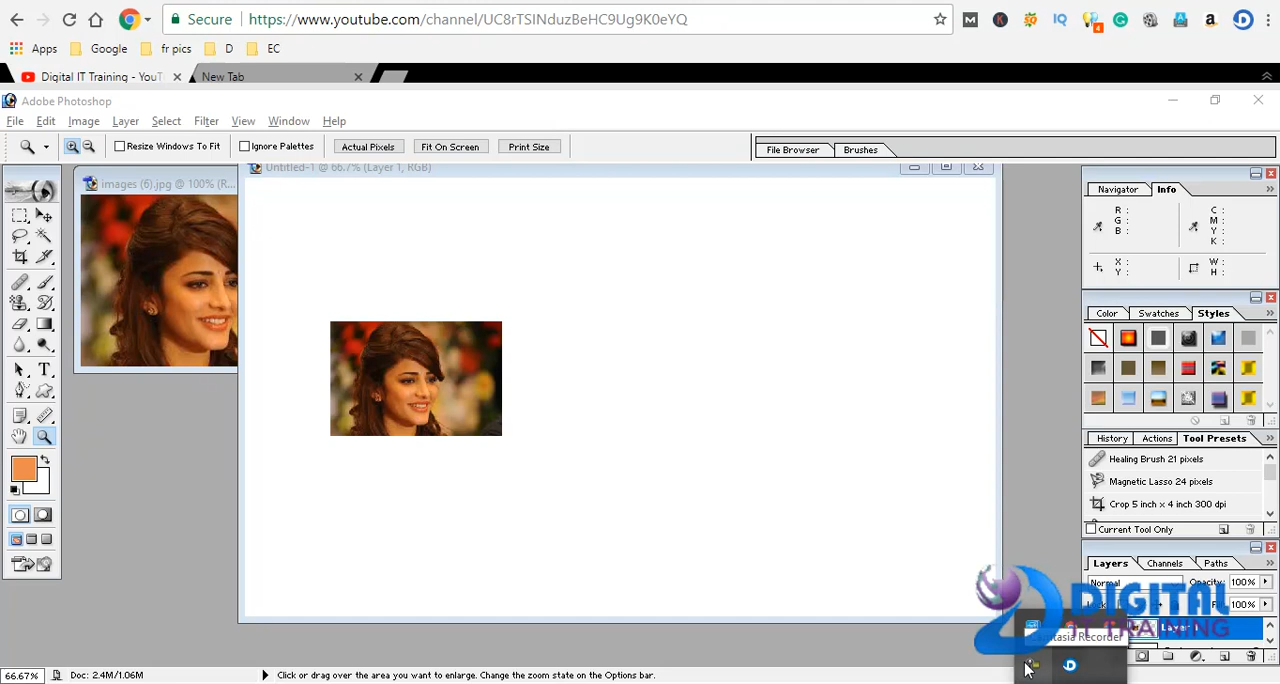 Secure https://www.youtube.com/channel/UC8rTSINduzBeHC9Ug9K0eYQ
Apps Google fr pics D EC
Digital IT Training - YouT New Tab
Adobe Photoshop
File Edit Image Layer Select Filter View Window Help
Resize Windows To Fit Ignore Palettes Actual Pixels Fit On Screen Print Size File Browser Brushes
Untitled-1 @ 66.7% (Layer 1, RGB)
images (6).jpg @ 100% (R...
Navigator Info
R : C :
G : M :
B : Y :
K :
X : W :
Y : H :
Color Swatches Styles
History Actions Tool Presets
Healing Brush 21 pixels
Magnetic Lasso 24 pixels
Crop 5 inch x 4 inch 300 dpi
Current Tool Only
Layers Channels Paths
Normal Opacity: 100%
100%
DIGITAL
IT TRAINING
Camtasia Recorder
66.67% Doc: 2.4M/1.06M Click or drag over the area you want to enlarge. Change the zoom state on the Options bar.